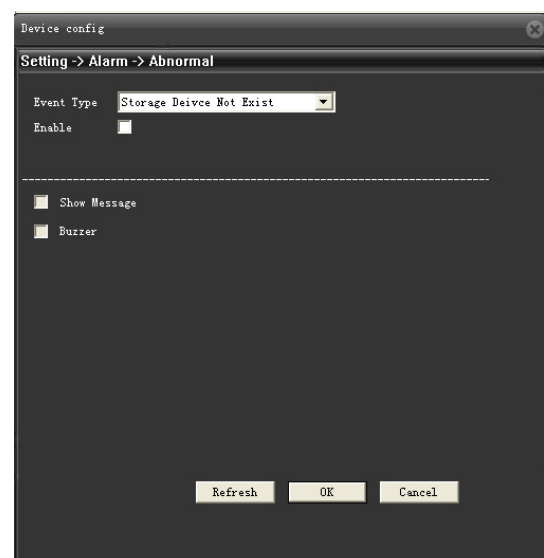 Device config
Setting -> Alarm -> Abnormal
Event Type Storage Deivce Not Exist
Enable
Show Message
Buzzer
Refresh OK Cancel